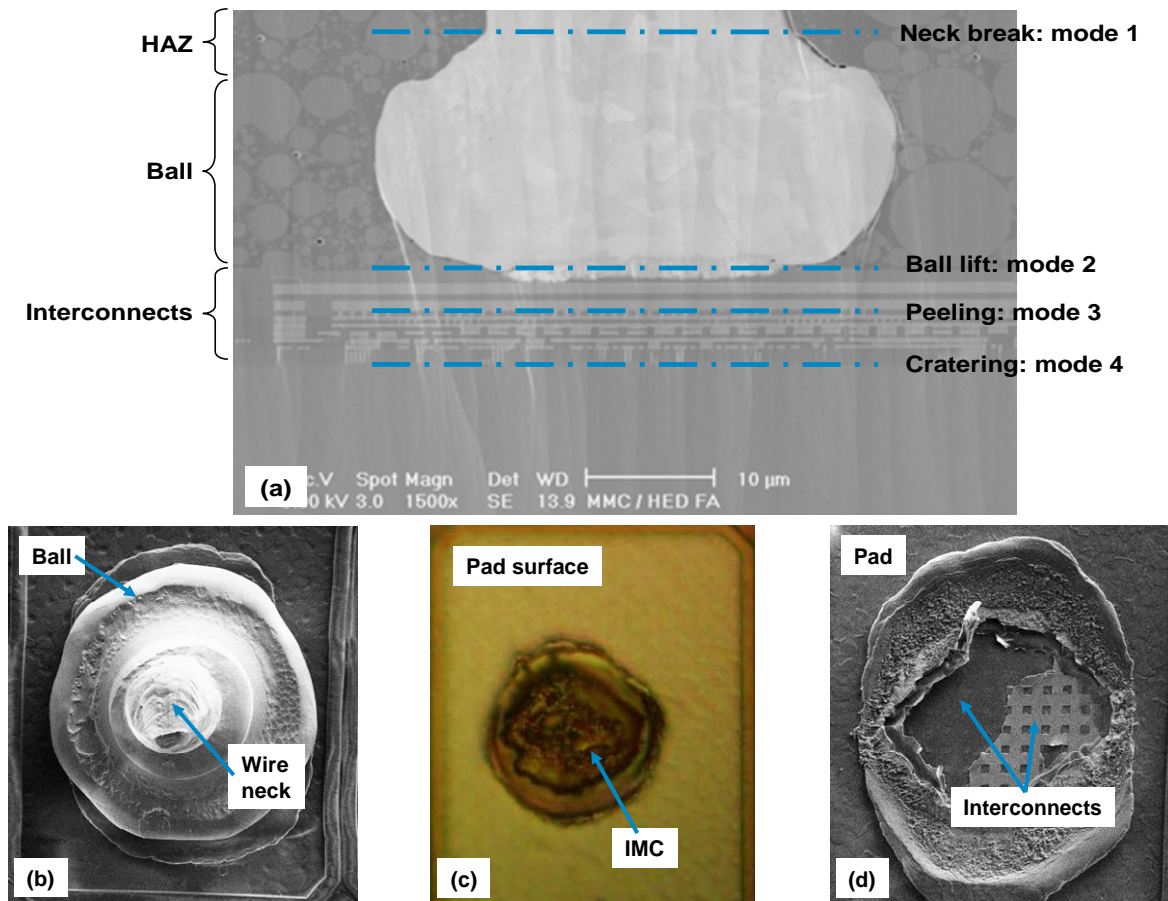 HAZ
Neck break: mode 1
Ball
Ball lift: mode 2
Interconnects
Peeling: mode 3
Cratering: mode 4
(a)
c.V Spot Magn Det WD 10 µm
kV 3.0 1500x SE 13.9 MMC / HED FA
Ball
Wire
neck
(b)
Pad surface
IMC
(c)
Pad
Interconnects
(d)